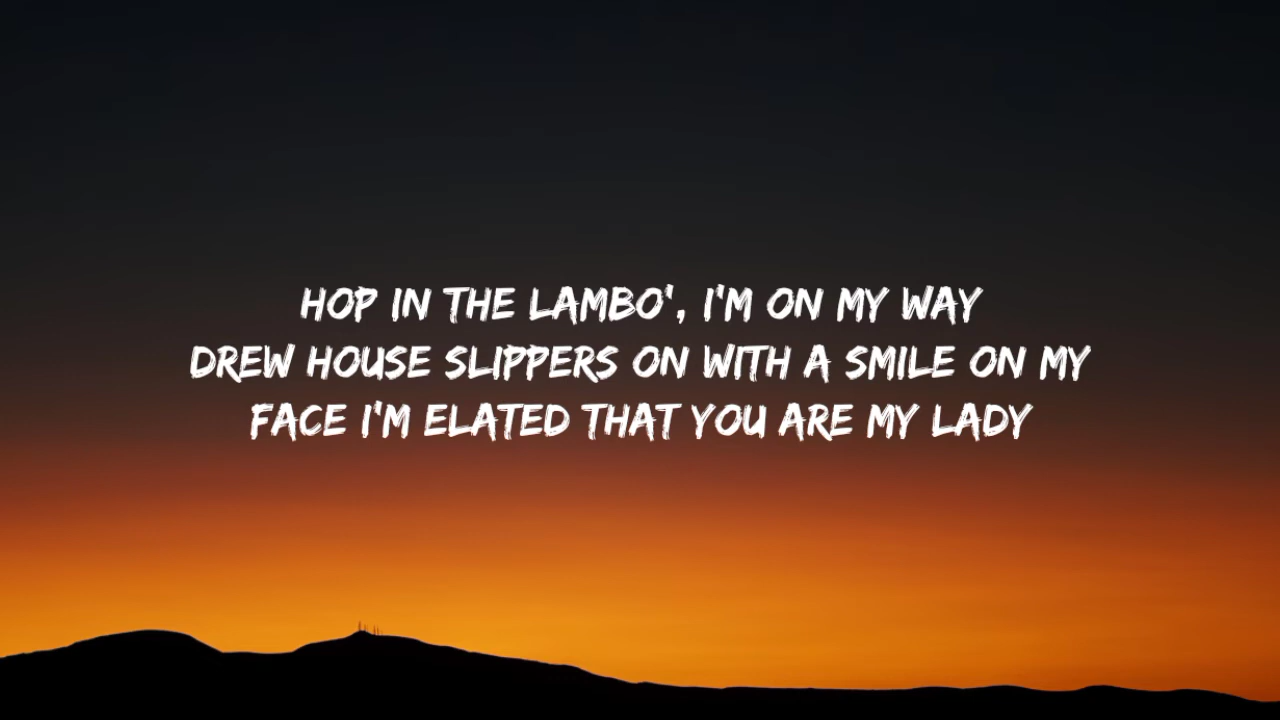 HOP IN THE LAMBO', I'M ON MY WAY
DREW HOUSE SLIPPERS ON WITH A SMILE ON MY
FACE I'M ELATED THAT YOU ARE MY LADY